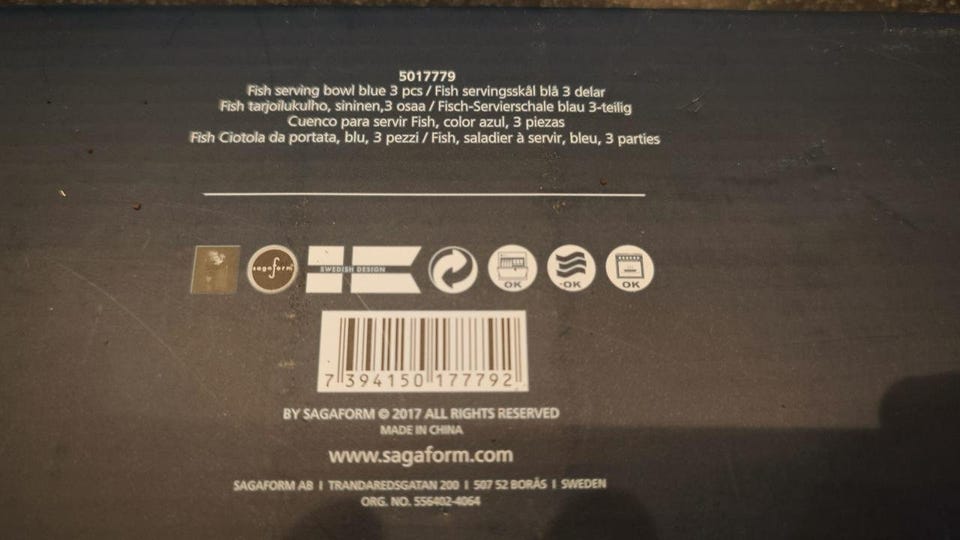 5017779
Fish serving bowl blue 3 pcs / Fish servingsskål blå 3 delar
Fish tarjoilukulho, sininen,3 osaa / Fisch-Servierschale blau 3-teilig
Cuenco para servir Fish, color azul, 3 piezas
Fish Ciotola da portata, blu, 3 pezzi / Fish, saladier à servir, bleu, 3 parties
sagaform
SWEDISH DESIGN
OK
OK
OK
7 394150 177792
BY SAGAFORM © 2017 ALL RIGHTS RESERVED
MADE IN CHINA
www.sagaform.com
SAGAFORM AB I TRANDAREDSGATAN 200 I 507 52 BORÅS I SWEDEN
ORG. NO. 556402-4064